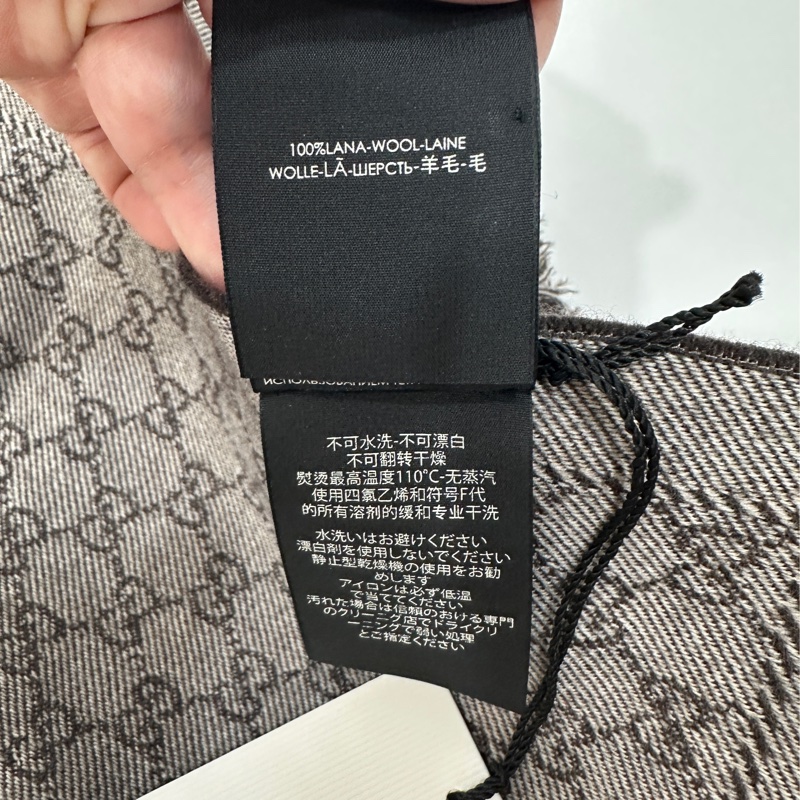 100%LANA-WOOL-LAINE
WOLLE-LÃ-ШЕРСТЬ-羊毛-毛
ИСПОЛЬЗОВАНИЕМ
不可水洗-不可漂白
不可翻转干燥
熨烫最高温度110°C-无蒸汽
使用四氯乙烯和符号F代
的所有溶剂的缓和专业干洗
水洗いはお避けください
漂白剤を使用しないでください
静止型乾燥機の使用をお勧
めします
アイロンは必ず低温
で当ててください
汚れた場合は信頼のおける専門
のクリーニング店でドライクリ
ーニングで弱い処理
とご指定ください